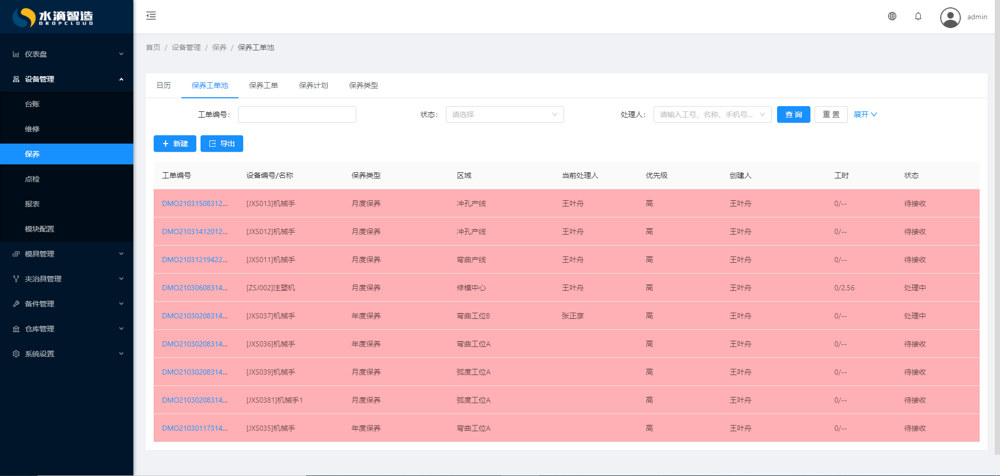 水滴智造
DROPCLOUD
admin
仪表盘
设备管理
台账
维修
保养
点检
报表
模块配置
模具管理
夹治具管理
备件管理
仓库管理
系统设置
首页 / 设备管理 / 保养 / 保养工单池
日历 保养工单池 保养工单 保养计划 保养类型
工单编号: 状态: 请选择 处理人: 请输入工号、名称、手机号... 查 询 重 置 展开
新建 导出
工单编号 设备编号/名称 保养类型 区域 当前处理人 优先级 创建人 工时 状态
DMO21031508312... [JXS013]机械手 月度保养 冲孔产线 王叶舟 高 王叶舟 0/-- 待接收
DMO21031412012... [JXS012]机械手 月度保养 冲孔产线 王叶舟 高 王叶舟 0/-- 待接收
DMO21031219422... [JXS011]机械手 月度保养 弯曲产线 王叶舟 高 王叶舟 0/-- 待接收
DMO21030608314... [ZSJ002]注塑机 月度保养 修模中心 王叶舟 高 王叶舟 0/2.56 处理中
DMO21030208314... [JXS037]机械手 年度保养 弯曲工位B 张正彦 高 王叶舟 0/-- 处理中
DMO21030208314... [JXS036]机械手 年度保养 弯曲工位A 高 王叶舟 0/-- 待接收
DMO21030208314... [JXS039]机械手 月度保养 弧度工位A 高 王叶舟 0/-- 待接收
DMO21030208314... [JXS0381]机械手1 月度保养 弧度工位A 高 王叶舟 0/-- 待接收
DMO21030117314... [JXS035]机械手 年度保养 弯曲工位A 高 王叶舟 0/-- 待接收